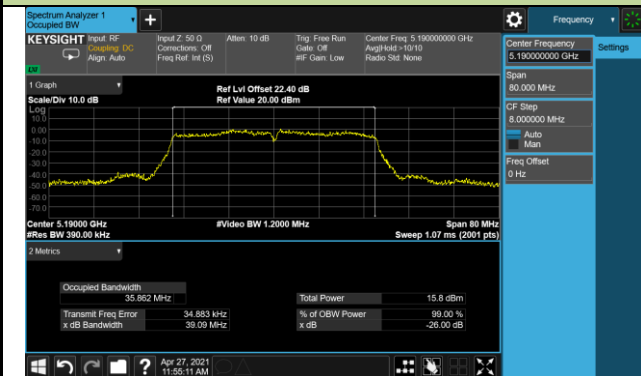 Spectrum Analyzer 1
Occupied BW
Frequency
KEYSIGHT
Input: RF
Coupling: DC
Align: Auto
Input Z: 50 Ω
Corrections: Off
Freq Ref: Int (S)
Atten: 10 dB
Trig: Free Run
Gate: Off
#IF Gain: Low
Center Freq: 5.190000000 GHz
Avg|Hold:>10/10
Radio Std: None
Center Frequency
5.190000000 GHz
Settings
Span
80.000 MHz
CF Step
8.000000 MHz
Auto
Man
Freq Offset
0 Hz
1 Graph
Scale/Div 10.0 dB
Ref Lvl Offset 22.40 dB
Ref Value 20.00 dBm
Log
10.0
0.00
-10.0
-20.0
-30.0
-40.0
-50.0
-60.0
-70.0
Center 5.19000 GHz
#Video BW 1.2000 MHz
Span 80 MHz
#Res BW 390.00 kHz
Sweep 1.07 ms (2001 pts)
2 Metrics
Occupied Bandwidth
35.862 MHz
Total Power 15.8 dBm
Transmit Freq Error 34.883 kHz
% of OBW Power 99.00 %
x dB Bandwidth 39.09 MHz
x dB -26.00 dB
?
Apr 27, 2021
11:55:11 AM